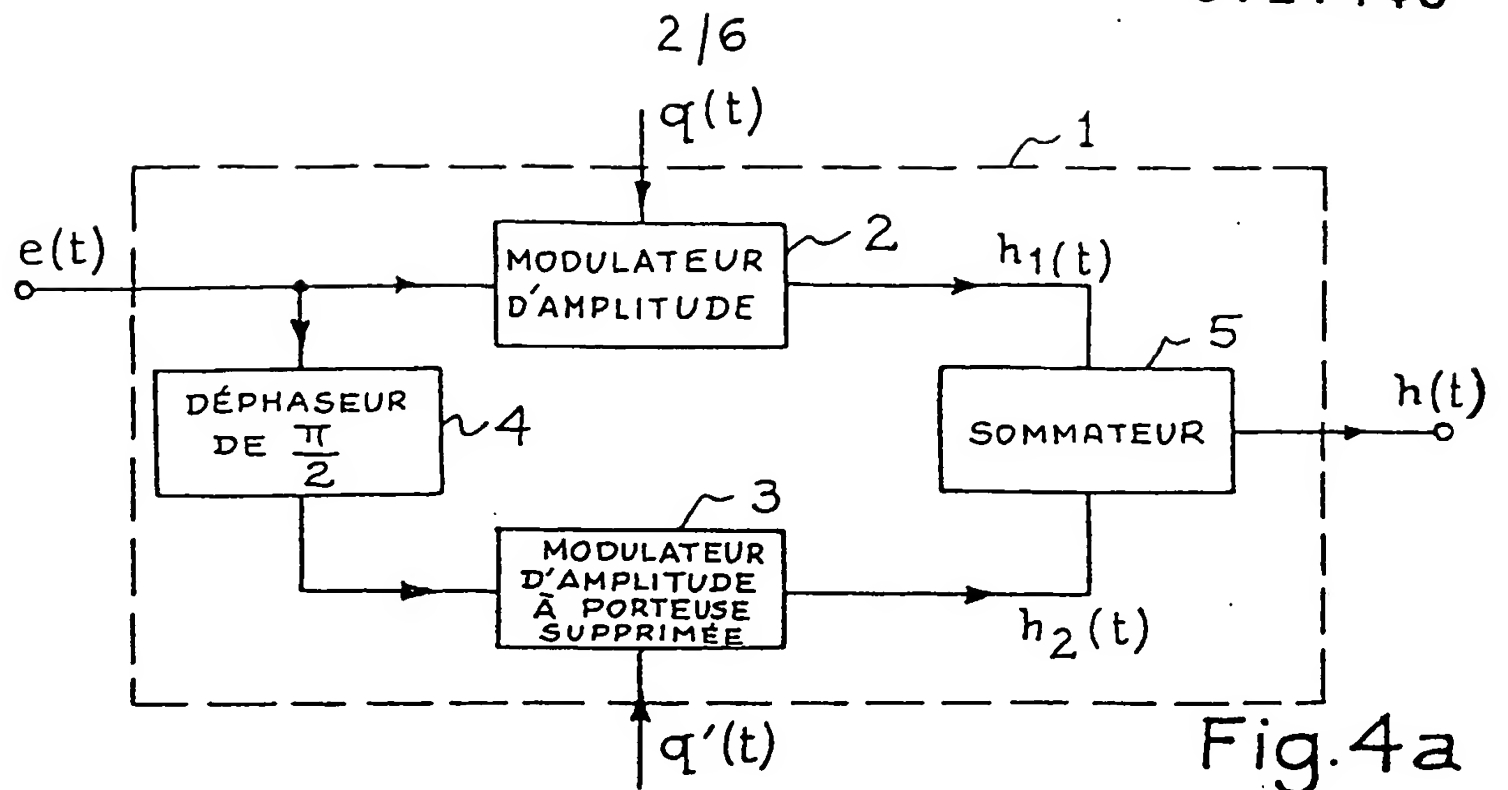 2/6
q(t)
1
e(t)
MODULATEUR
D'AMPLITUDE
2
h1(t)
DÉPHASEUR
DE π/2
4
5
SOMMATEUR
h(t)
3
MODULATEUR
D'AMPLITUDE
À PORTEUSE
SUPPRIMÉE
h2(t)
q'(t)
Fig.4a